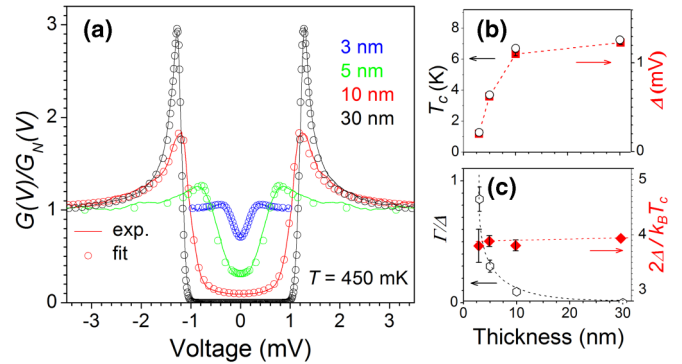 (a)
3 nm
5 nm
10 nm
30 nm
exp.
fit
T = 450 mK
G(V)/G_N(V)
3
2
1
0
-3 -2 -1 0 1 2 3
Voltage (mV)
(b)
T_c (K)
8
6
4
2
0
Δ (mV)
1
0
(c)
Γ/Δ
1
0
2Δ/k_BT_c
5
4
3
0 10 20 30
Thickness (nm)